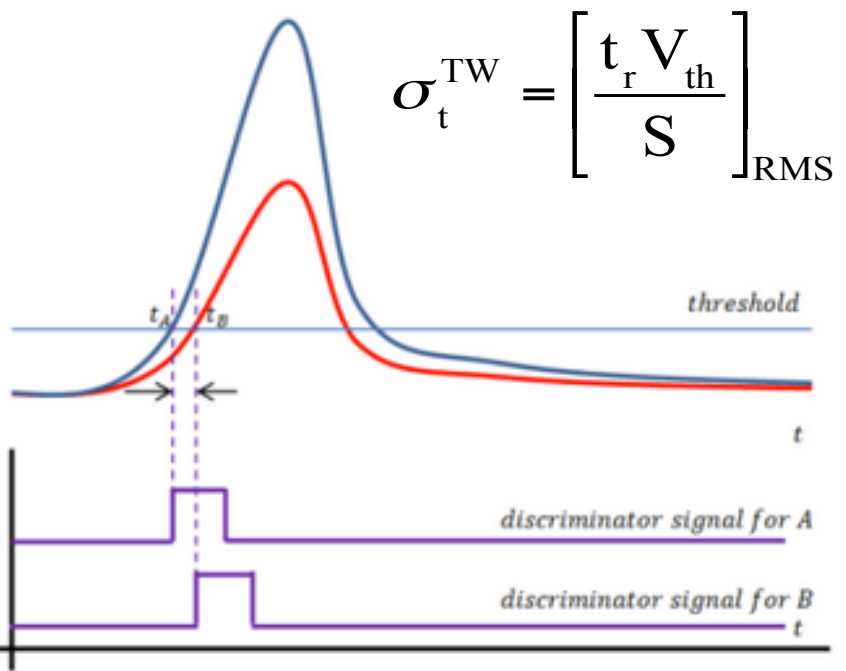 σ_t^TW = [t_r V_th / S]_RMS
threshold
t_A t_B
t
discriminator signal for A
discriminator signal for B
t